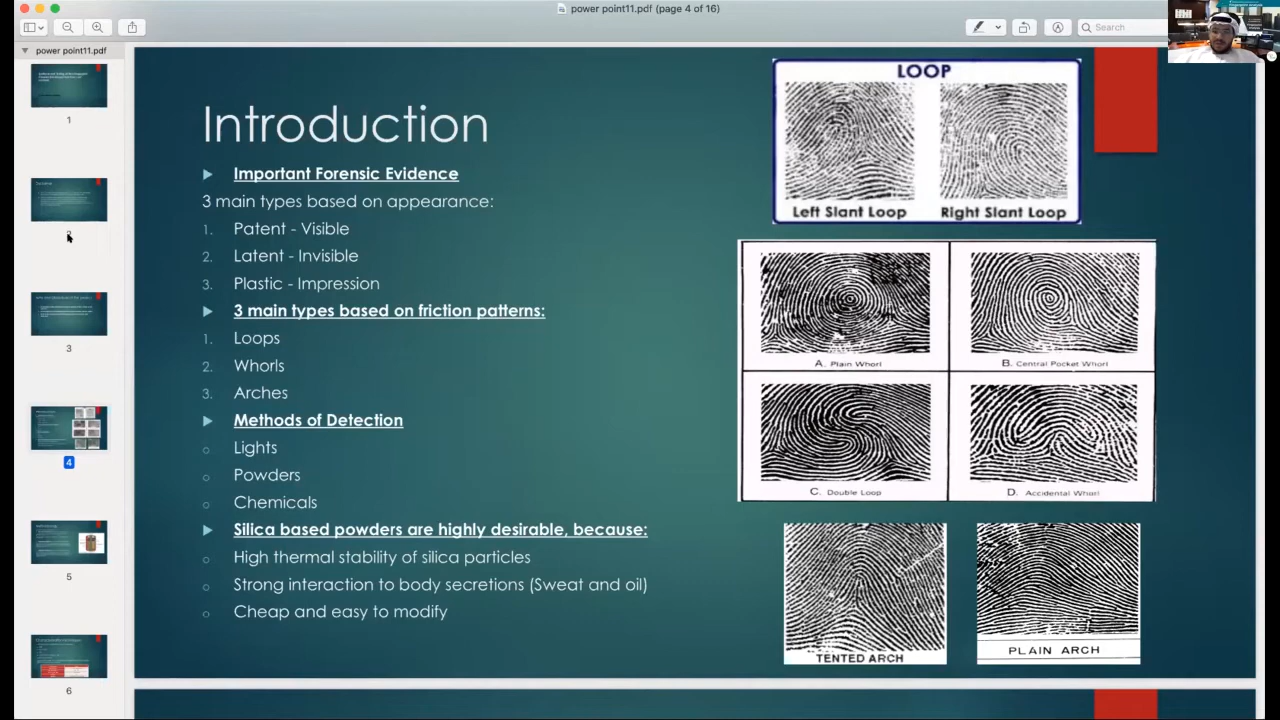 power point11.pdf (page 4 of 16)
Search
power point11.pdf
1
2
3
4
5
6
Introduction
Important Forensic Evidence
3 main types based on appearance:
1. Patent - Visible
2. Latent - Invisible
3. Plastic - Impression
3 main types based on friction patterns:
1. Loops
2. Whorls
3. Arches
Methods of Detection
Lights
Powders
Chemicals
Silica based powders are highly desirable, because:
High thermal stability of silica particles
Strong interaction to body secretions (Sweat and oil)
Cheap and easy to modify
LOOP
Left Slant Loop
Right Slant Loop
A. Plain Whorl
B. Central Pocket Whorl
C. Double Loop
D. Accidental Whorl
TENTED ARCH
PLAIN ARCH